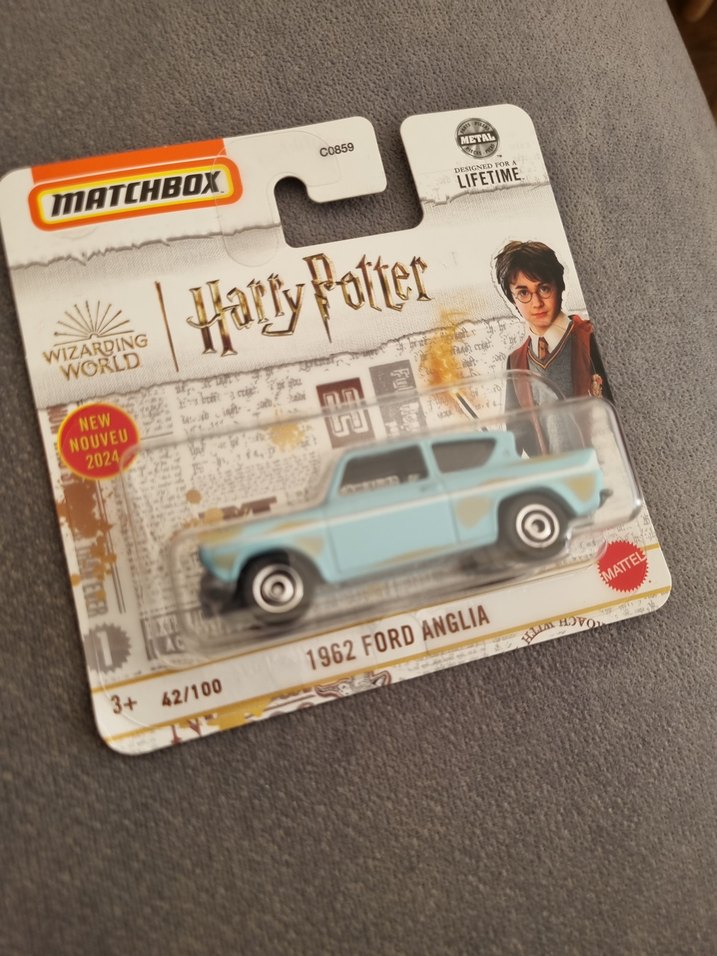 C0859
MATCHBOX
METAL
DESIGNED FOR A
LIFETIME™
Harry Potter
WIZARDING
WORLD
NEW
NOUVEU
2024
MATTEL
1962 FORD ANGLIA
3+ 42/100